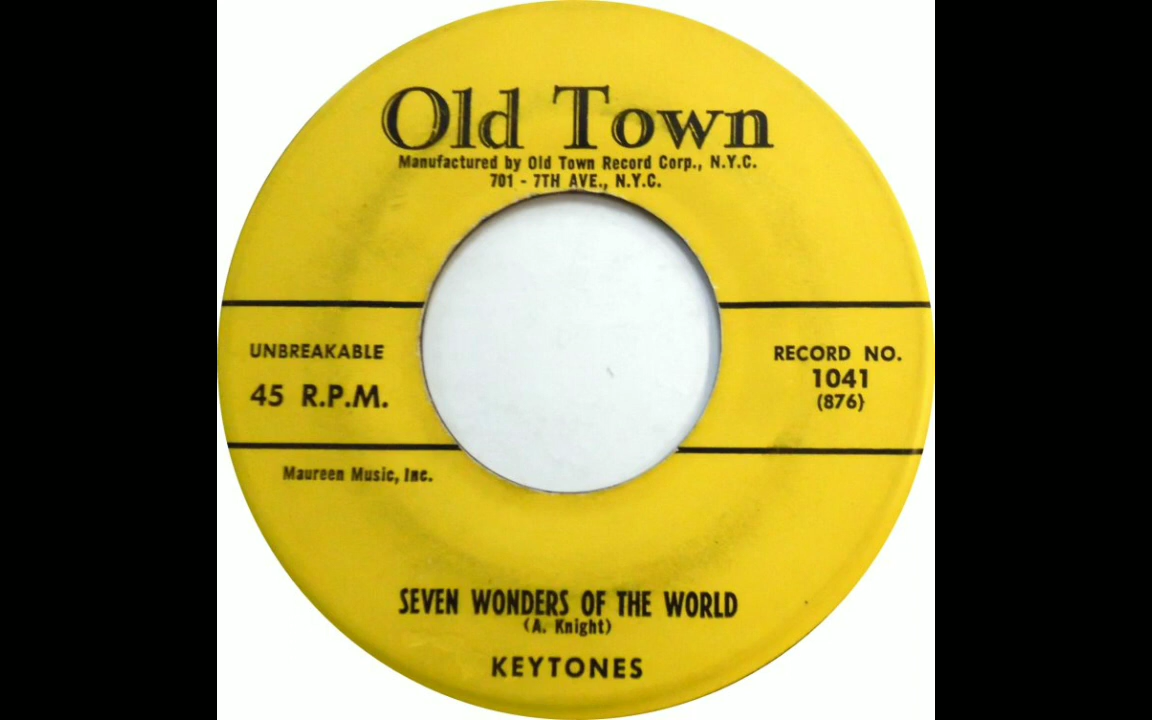 Old Town
Manufactured by Old Town Record Corp., N.Y.C.
701 - 7TH AVE., N.Y.C.
UNBREAKABLE
45 R.P.M.
RECORD NO.
1041
(876)
Maureen Music, Inc.
SEVEN WONDERS OF THE WORLD
(A. Knight)
KEYTONES